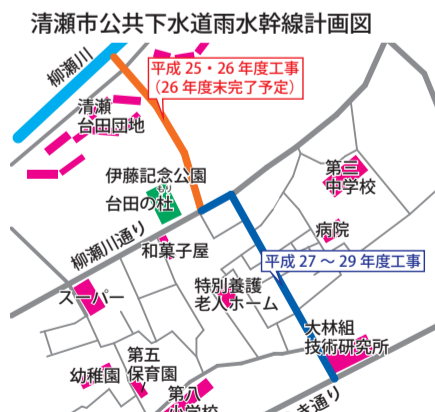 清瀬市公共下水道雨水幹線計画図
柳瀬川
平成25・26年度工事
（26年度末完了予定）
清瀬
台田団地
伊藤記念公園
もり
台田の杜
第三
中学校
病院
柳瀬川通り
和菓子屋
平成27～29年度工事
特別養護
老人ホーム
スーパー
大林組
技術研究所
第五
保育園
幼稚園
第八
小学校
き通り